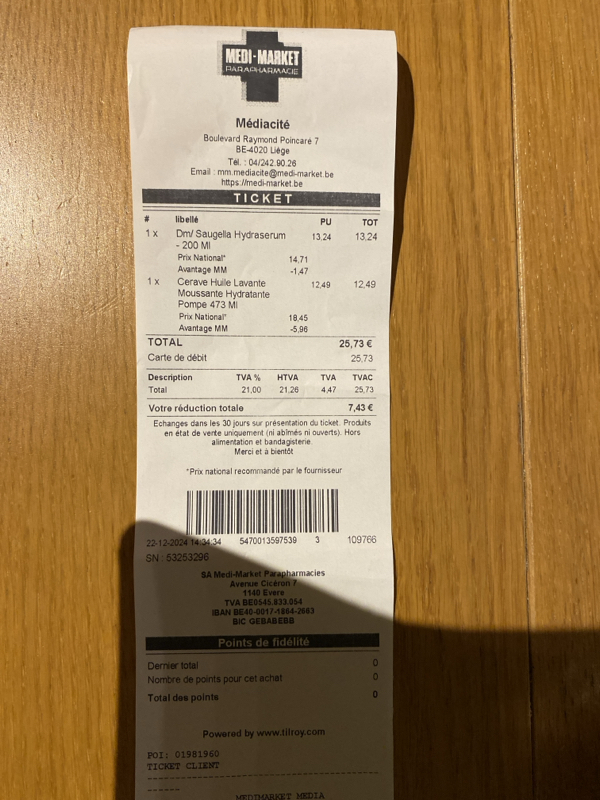 MEDI-MARKET
PARAPHARMACIE
Médiacité
Boulevard Raymond Poincaré 7
BE-4020 Liège
Tél. : 04/242.90.26
Email : mm.mediacite@medi-market.be
https://medi-market.be
TICKET
# libellé PU TOT
1 x Dm/ Saugella Hydraserum 13,24 13,24
- 200 Ml
Prix National* 14,71
Avantage MM -1,47
1 x Cerave Huile Lavante 12,49 12,49
Moussante Hydratante
Pompe 473 Ml
Prix National* 18,45
Avantage MM -5,96
TOTAL 25,73 €
Carte de débit 25,73
Description TVA % HTVA TVA TVAC
Total 21,00 21,26 4,47 25,73
Votre réduction totale 7,43 €
Echanges dans les 30 jours sur présentation du ticket. Produits
en état de vente uniquement (ni abîmés ni ouverts). Hors
alimentation et bandagisterie.
Merci et à bientôt
*Prix national recommandé par le fournisseur
22-12-2024 14:34:34 5470013597539 3 109766
SN : 53253296
SA Medi-Market Parapharmacies
Avenue Cicéron 7
1140 Evere
TVA BE0545.833.054
IBAN BE40-0017-1864-2663
BIC GEBABEBB
Points de fidélité
Dernier total 0
Nombre de points pour cet achat 0
Total des points 0
Powered by www.tilroy.com
POI: 01981960
TICKET CLIENT
--------------------
------
MEDIMARKET MEDIA